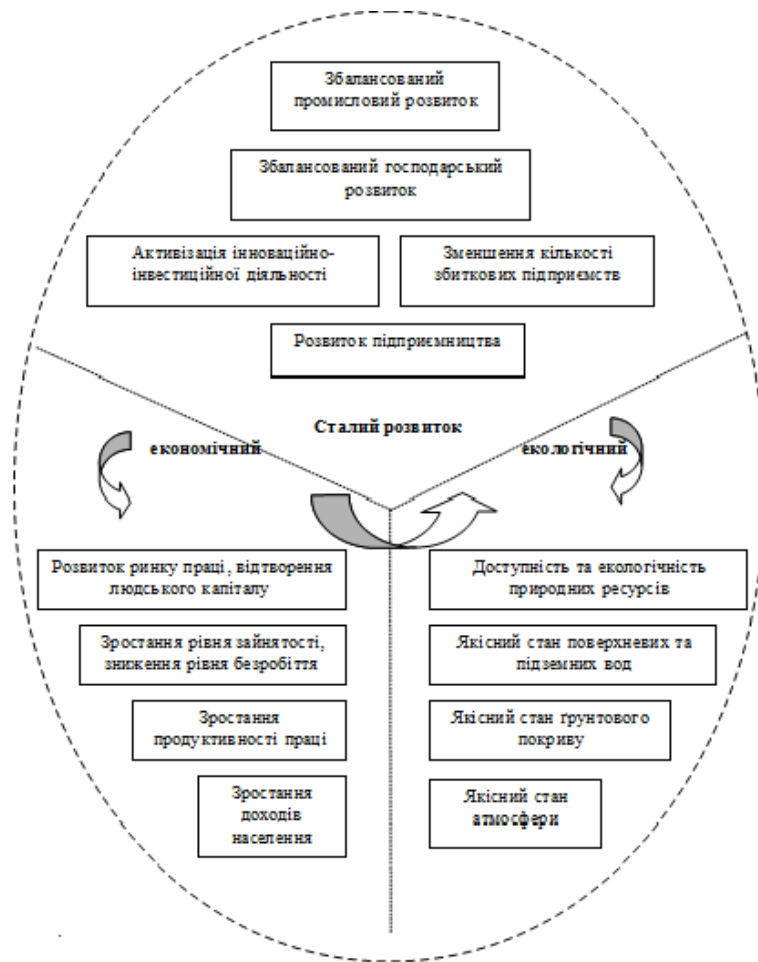 Збалансований
промисловий розвиток
Збалансований господарський
розвиток
Активізація інноваційно-
інвестиційної діяльності
Зменшення кількості
збиткових підприємств
Розвиток підприємництва
Сталий розвиток
економічний
екологічний
Розвиток ринку праці, відтворення
людського капіталу
Зростання рівня зайнятості,
зниження рівня безробіття
Зростання
продуктивності праці
Зростання
доходів
населення
Доступність та екологічність
природних ресурсів
Якісний стан поверхневих та
підземних вод
Якісний стан ґрунтового
покриву
Якісний стан
атмосфери